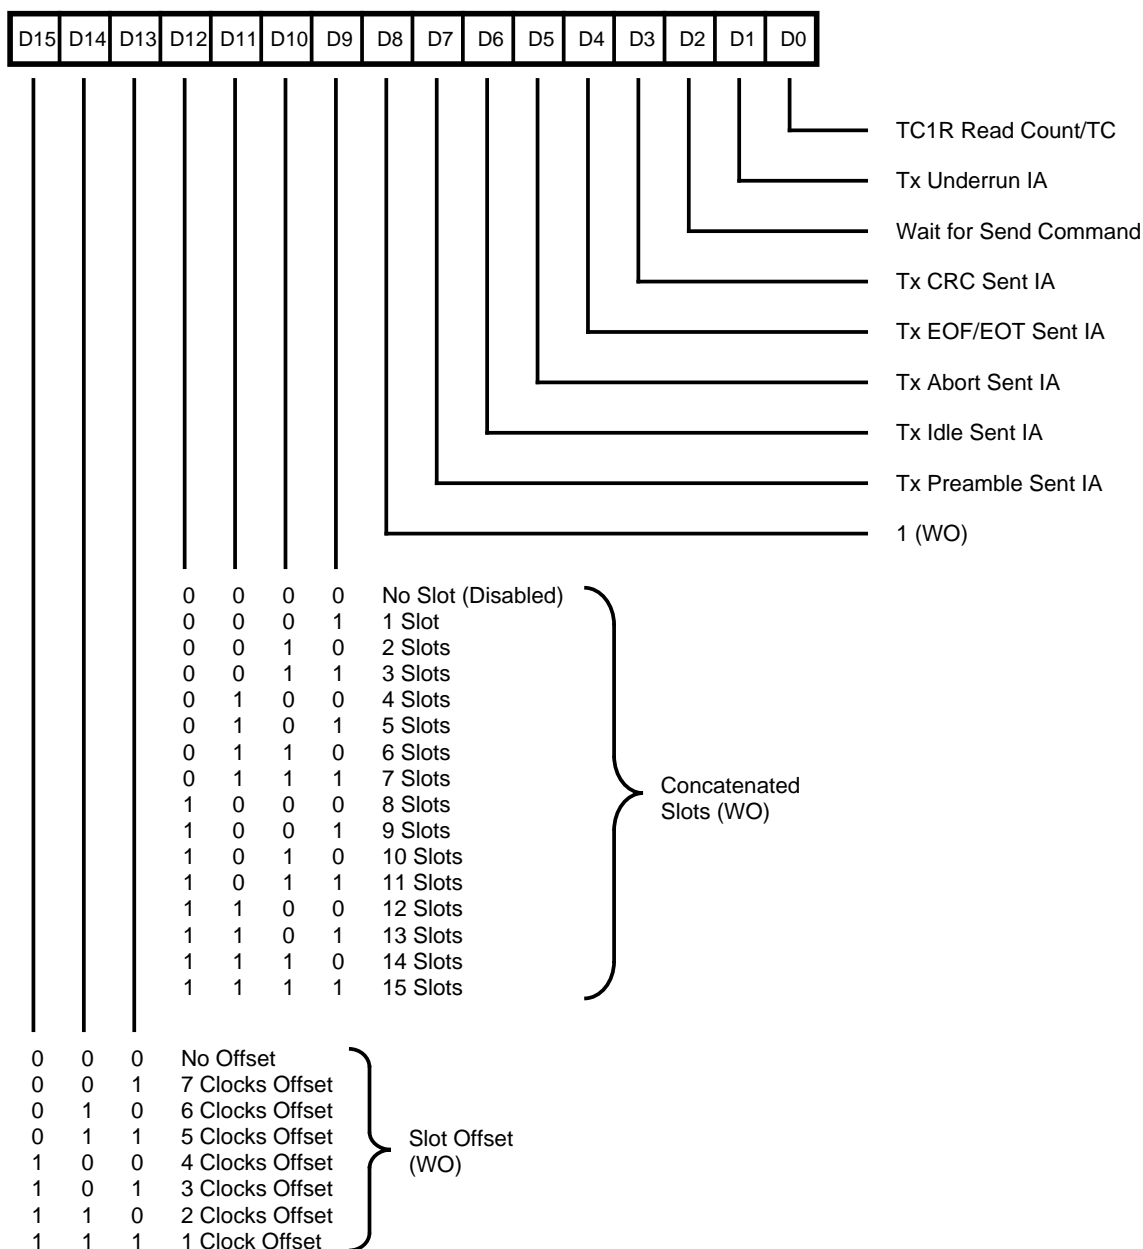 D15 D14 D13 D12 D11 D10 D9 D8 D7 D6 D5 D4 D3 D2 D1 D0
TC1R Read Count/TC
Tx Underrun IA
Wait for Send Command
Tx CRC Sent IA
Tx EOF/EOT Sent IA
Tx Abort Sent IA
Tx Idle Sent IA
Tx Preamble Sent IA
1 (WO)
0 0 0 0 No Slot (Disabled)
0 0 0 1 1 Slot
0 0 1 0 2 Slots
0 0 1 1 3 Slots
0 1 0 0 4 Slots
0 1 0 1 5 Slots
0 1 1 0 6 Slots
0 1 1 1 7 Slots
1 0 0 0 8 Slots
1 0 0 1 9 Slots
1 0 1 0 10 Slots
1 0 1 1 11 Slots
1 1 0 0 12 Slots
1 1 0 1 13 Slots
1 1 1 0 14 Slots
1 1 1 1 15 Slots
Concatenated
Slots (WO)
0 0 0 No Offset
0 0 1 7 Clocks Offset
0 1 0 6 Clocks Offset
0 1 1 5 Clocks Offset
1 0 0 4 Clocks Offset
1 0 1 3 Clocks Offset
1 1 0 2 Clocks Offset
1 1 1 1 Clock Offset
Slot Offset
(WO)